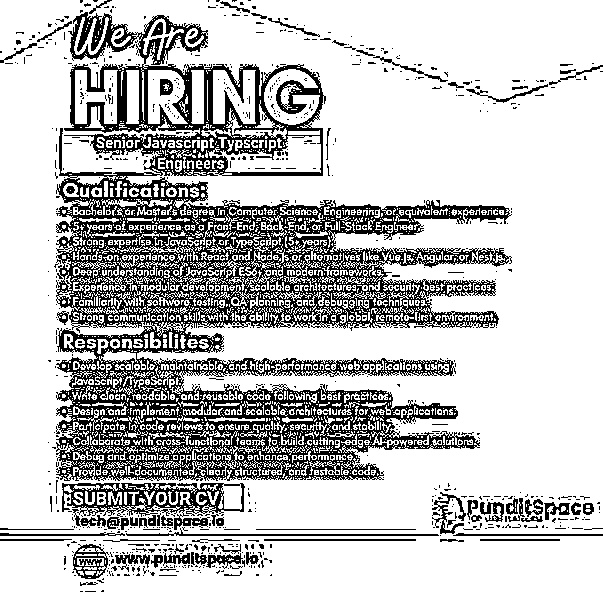 We Are
HIRING
Senior Javascript Typscript
Engineers
Qualifications:
Bachelor's or Master's degree in Computer Science, Engineering, or equivalent experience.
5+ years of experience as a Front-End, Back-End, or Full-Stack Engineer.
Strong expertise in JavaScript or TypeScript (5+ years)
Hands-on experience with React and Node.js or alternatives like Vue.js, Angular, or Nest.js.
Deep understanding of JavaScript ES6+ and modern frameworks.
Experience in modular development, scalable architectures, and security best practices.
Familiarity with software testing, QA planning, and debugging techniques.
Strong communication skills with the ability to work in a global, remote-first environment.
Responsibilites :
Develop scalable, maintainable, and high-performance web applications using
JavaScript/TypeScript.
Write clean, readable, and reusable code following best practices.
Design and implement modular and scalable architectures for web applications.
Participate in code reviews to ensure quality, security, and stability.
Collaborate with cross-functional teams to build cutting-edge AI-powered solutions.
Debug and optimize applications to enhance performance.
Provide well-documented, clearly structured, and testable code.
SUBMIT YOUR CV
tech@punditspace.io
PunditSpace
www
www.punditspace.io